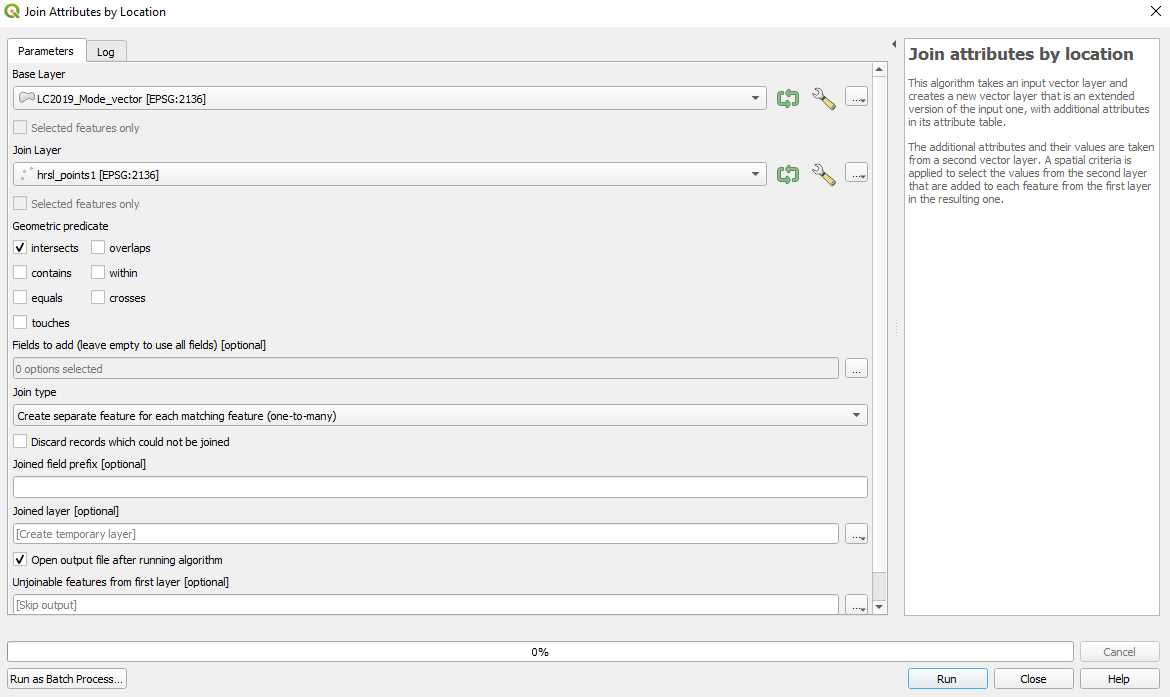 Join Attributes by Location
Parameters
Log
Base Layer
LC2019_Mode_vector [EPSG:2136]
...
Selected features only
Join Layer
hrsl_points1 [EPSG:2136]
...
Selected features only
Geometric predicate
intersects
overlaps
contains
within
equals
crosses
touches
Fields to add (leave empty to use all fields) [optional]
0 options selected
...
Join type
Create separate feature for each matching feature (one-to-many)
Discard records which could not be joined
Joined field prefix [optional]
Joined layer [optional]
[Create temporary layer]
...
Open output file after running algorithm
Unjoinable features from first layer [optional]
[Skip output]
...
Join attributes by location
This algorithm takes an input vector layer and
creates a new vector layer that is an extended
version of the input one, with additional attributes
in its attribute table.
The additional attributes and their values are taken
from a second vector layer. A spatial criteria is
applied to select the values from the second layer
that are added to each feature from the first layer
in the resulting one.
0%
Cancel
Run as Batch Process...
Run
Close
Help